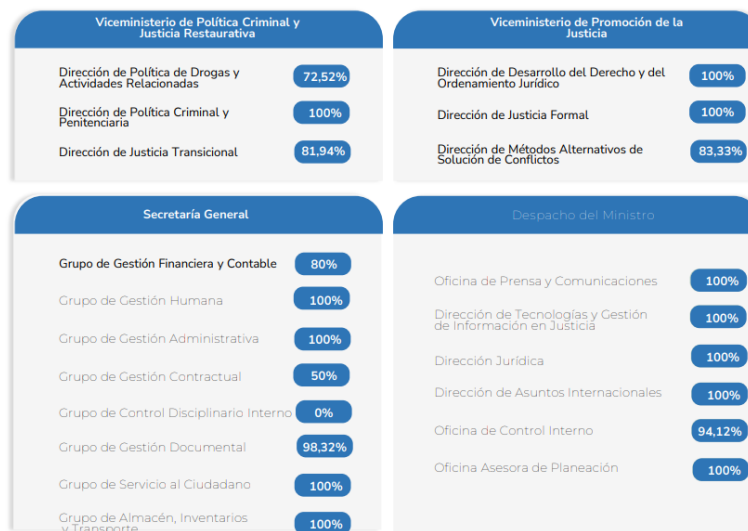 Viceministerio de Política Criminal y
Justicia Restaurativa
Dirección de Política de Drogas y
Actividades Relacionadas
72,52%
Dirección de Política Criminal y
Penitenciaria
100%
Dirección de Justicia Transicional
81,94%
Viceministerio de Promoción de la
Justicia
Dirección de Desarrollo del Derecho y del
Ordenamiento Jurídico
100%
Dirección de Justicia Formal
100%
Dirección de Métodos Alternativos de
Solución de Conflictos
83,33%
Secretaría General
Grupo de Gestión Financiera y Contable
80%
Grupo de Gestión Humana
100%
Grupo de Gestión Administrativa
100%
Grupo de Gestión Contractual
50%
Grupo de Control Disciplinario Interno
0%
Grupo de Gestión Documental
98,32%
Grupo de Servicio al Ciudadano
100%
Grupo de Almacén, Inventarios
y Transporte
100%
Despacho del Ministro
Oficina de Prensa y Comunicaciones
100%
Dirección de Tecnologías y Gestión
de Información en Justicia
100%
Dirección Jurídica
100%
Dirección de Asuntos Internacionales
100%
Oficina de Control Interno
94,12%
Oficina Asesora de Planeación
100%